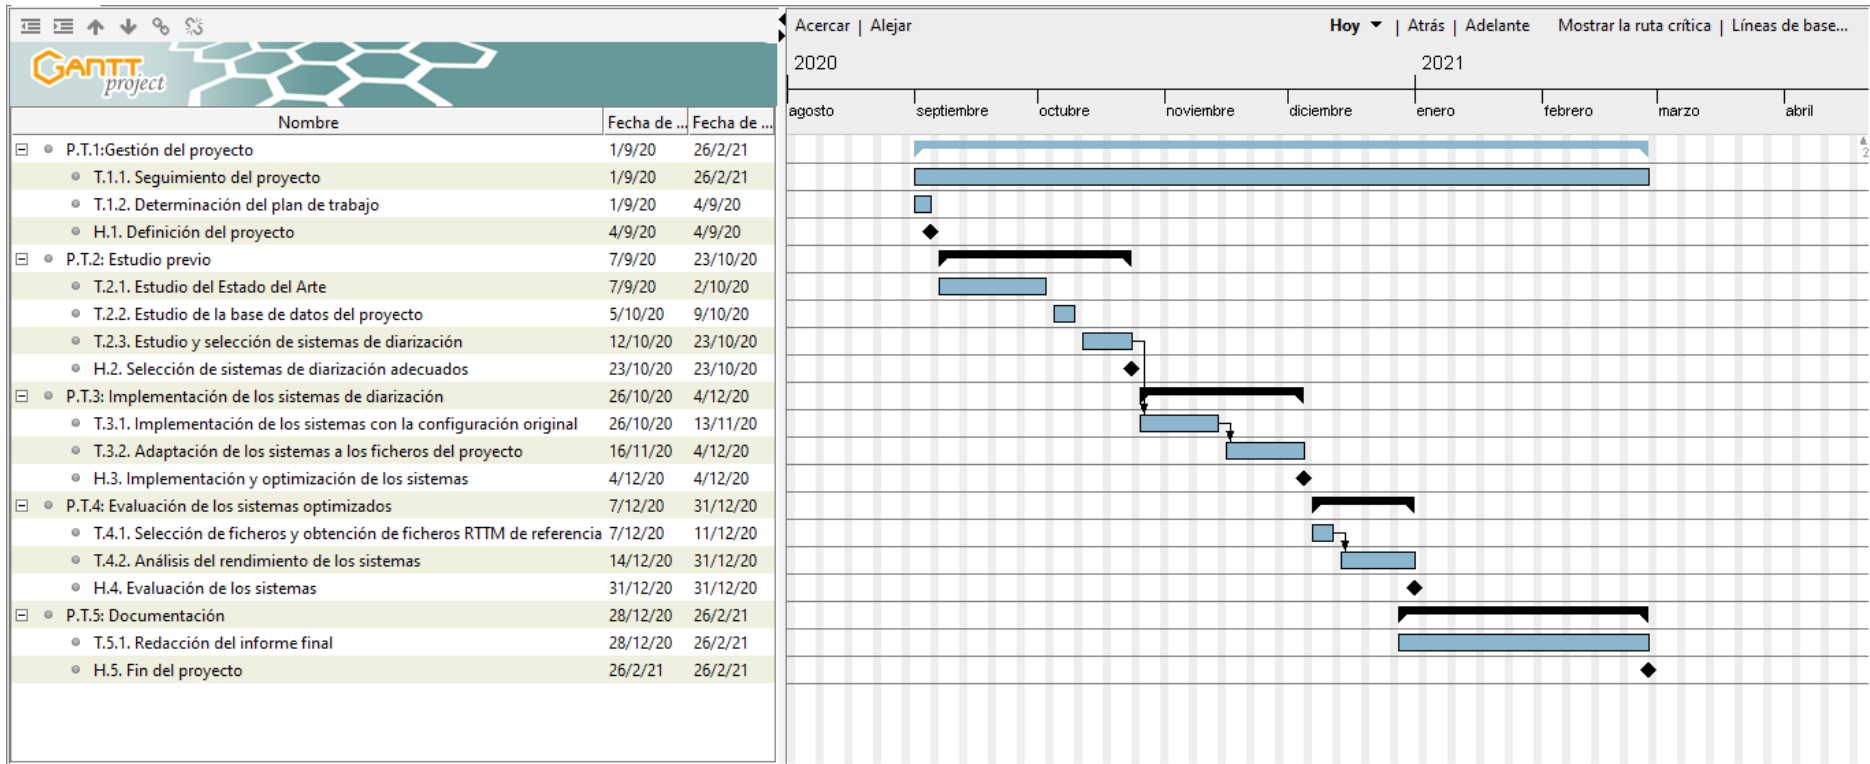 Acercar | Alejar
Hoy | Atrás | Adelante Mostrar la ruta crítica | Líneas de base...
GANTT
project
2020 2021
agosto septiembre octubre noviembre diciembre enero febrero marzo abril
Nombre Fecha de ... Fecha de ...
P.T.1:Gestión del proyecto 1/9/20 26/2/21
2
T.1.1. Seguimiento del proyecto 1/9/20 26/2/21
T.1.2. Determinación del plan de trabajo 1/9/20 4/9/20
H.1. Definición del proyecto 4/9/20 4/9/20
P.T.2: Estudio previo 7/9/20 23/10/20
T.2.1. Estudio del Estado del Arte 7/9/20 2/10/20
T.2.2. Estudio de la base de datos del proyecto 5/10/20 9/10/20
T.2.3. Estudio y selección de sistemas de diarización 12/10/20 23/10/20
H.2. Selección de sistemas de diarización adecuados 23/10/20 23/10/20
P.T.3: Implementación de los sistemas de diarización 26/10/20 4/12/20
T.3.1. Implementación de los sistemas con la configuración original 26/10/20 13/11/20
T.3.2. Adaptación de los sistemas a los ficheros del proyecto 16/11/20 4/12/20
H.3. Implementación y optimización de los sistemas 4/12/20 4/12/20
P.T.4: Evaluación de los sistemas optimizados 7/12/20 31/12/20
T.4.1. Selección de ficheros y obtención de ficheros RTTM de referencia 7/12/20 11/12/20
T.4.2. Análisis del rendimiento de los sistemas 14/12/20 31/12/20
H.4. Evaluación de los sistemas 31/12/20 31/12/20
P.T.5: Documentación 28/12/20 26/2/21
T.5.1. Redacción del informe final 28/12/20 26/2/21
H.5. Fin del proyecto 26/2/21 26/2/21